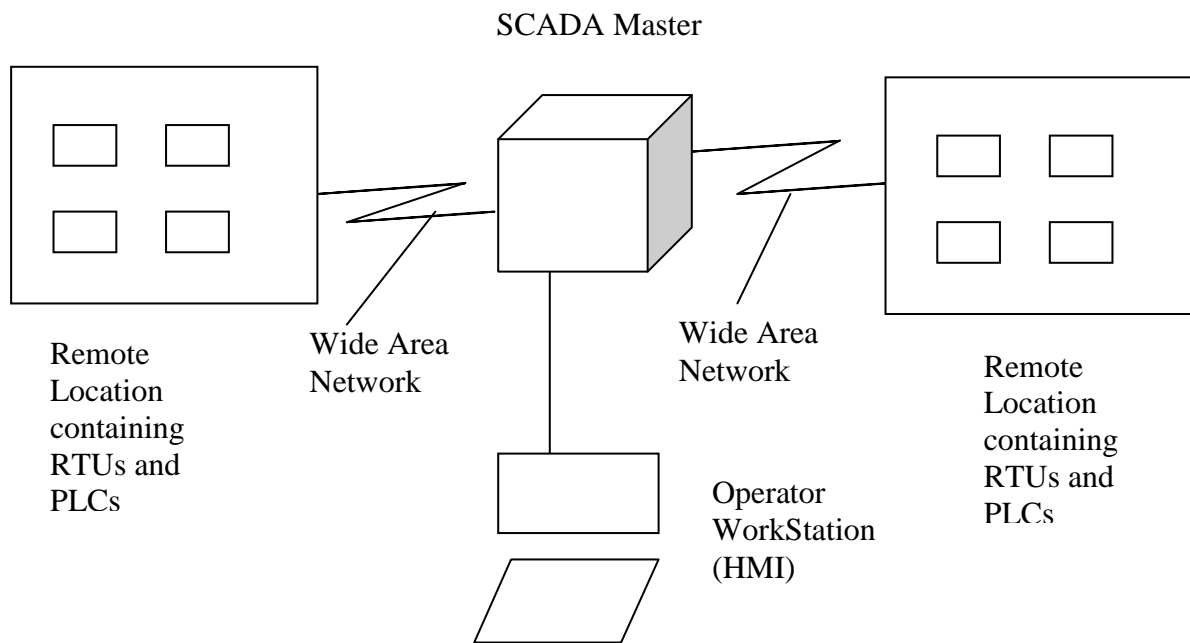 SCADA Master
Remote
Location
containing
RTUs and
PLCs
Wide Area
Network
Wide Area
Network
Operator
WorkStation
(HMI)
Remote
Location
containing
RTUs and
PLCs